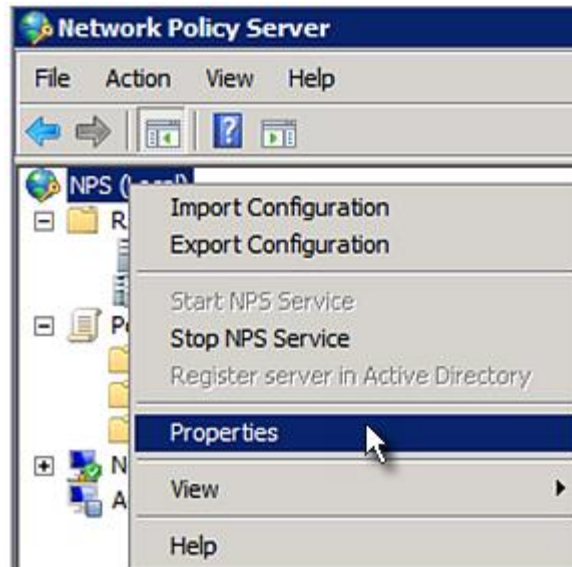 Network Policy Server
File Action View Help
NPS (Local)
Import Configuration
Export Configuration
Start NPS Service
Stop NPS Service
Register server in Active Directory
Properties
View
Help